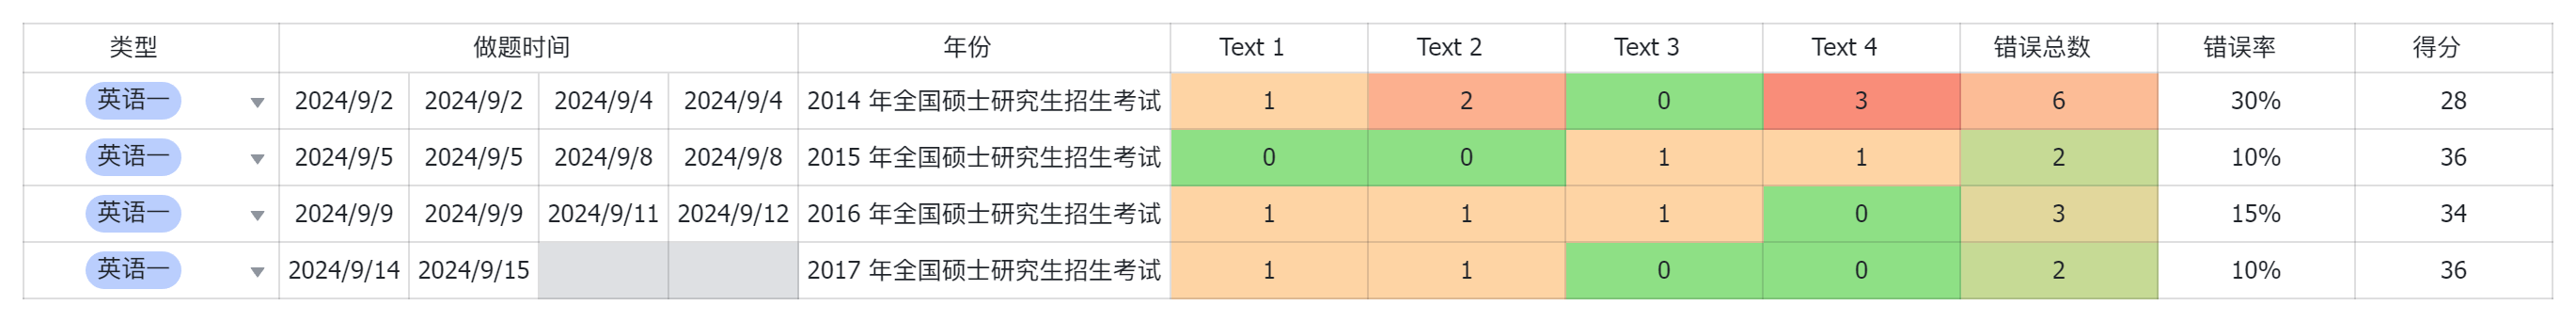 类型 做题时间 年份 Text 1 Text 2 Text 3 Text 4 错误总数 错误率 得分
英语一 2024/9/2 2024/9/2 2024/9/4 2024/9/4 2014 年全国硕士研究生招生考试 1 2 0 3 6 30% 28
英语一 2024/9/5 2024/9/5 2024/9/8 2024/9/8 2015 年全国硕士研究生招生考试 0 0 1 1 2 10% 36
英语一 2024/9/9 2024/9/9 2024/9/11 2024/9/12 2016 年全国硕士研究生招生考试 1 1 1 0 3 15% 34
英语一 2024/9/14 2024/9/15 2017 年全国硕士研究生招生考试 1 1 0 0 2 10% 36